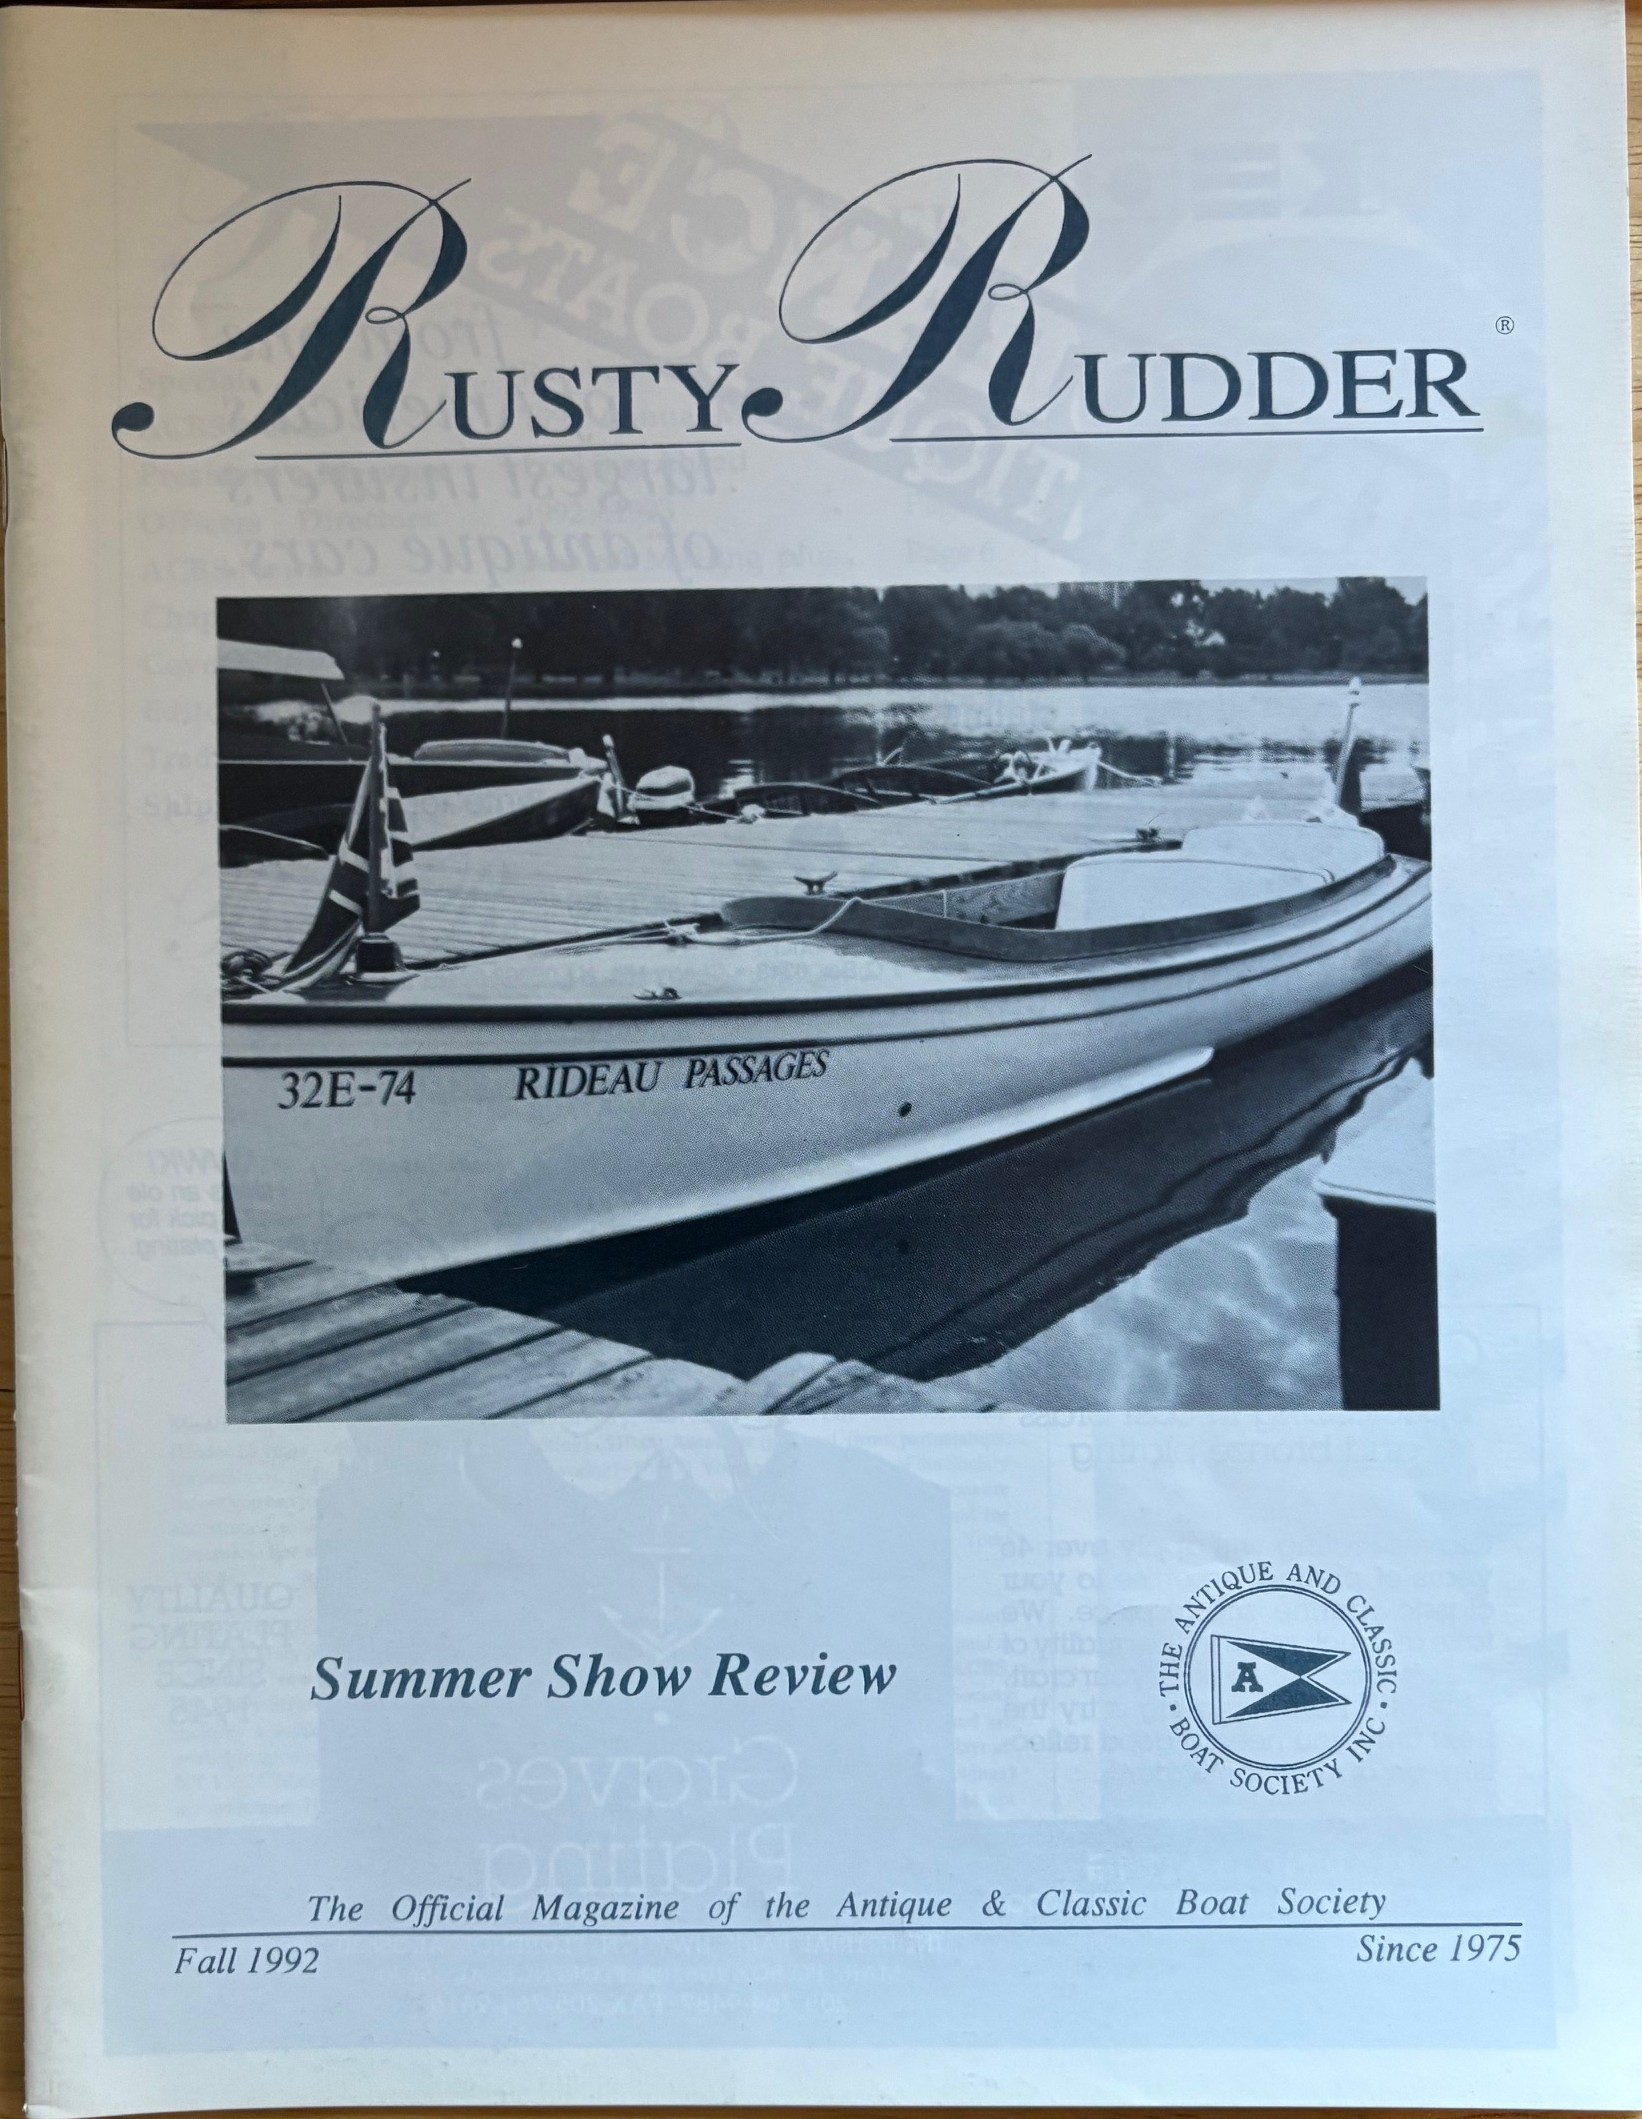 RUSTY RUDDER ®
32E-74 RIDEAU PASSAGES
Summer Show Review
THE ANTIQUE AND CLASSIC
• BOAT SOCIETY INC •
A
The Official Magazine of the Antique & Classic Boat Society
Fall 1992 Since 1975